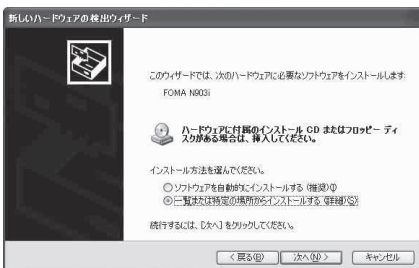 新しいハードウェアの検出ウィザード
このウィザードでは、次のハードウェアに必要なソフトウェアをインストールします:
FOMA N903i
ハードウェアに付属のインストール CD またはフロッピー ディ
スクがある場合は、挿入してください。
インストール方法を選んでください。
ソフトウェアを自動的にインストールする (推奨)(I)
一覧または特定の場所からインストールする (詳細)(S)
続行するには、[次へ] をクリックしてください。
< 戻る(B)
次へ(N) >
キャンセル